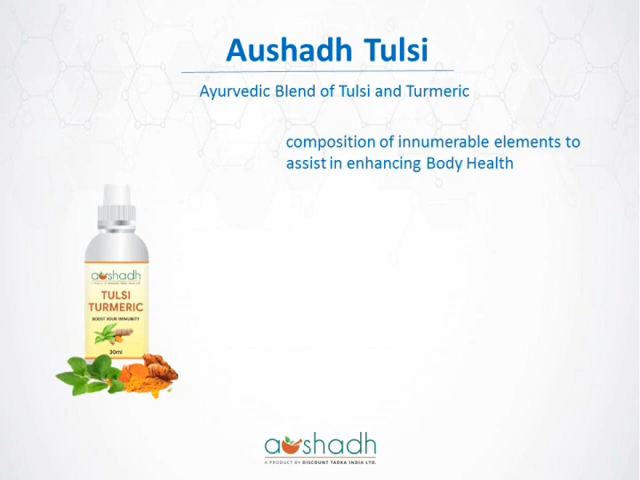 Aushadh Tulsi
Ayurvedic Blend of Tulsi and Turmeric
composition of innumerable elements to
assist in enhancing Body Health
aushadh
TULSI
TURMERIC
BOOST YOUR IMMUNITY
30ml
aushadh
A PRODUCT BY DISCOUNT TADKA INDIA LTD.